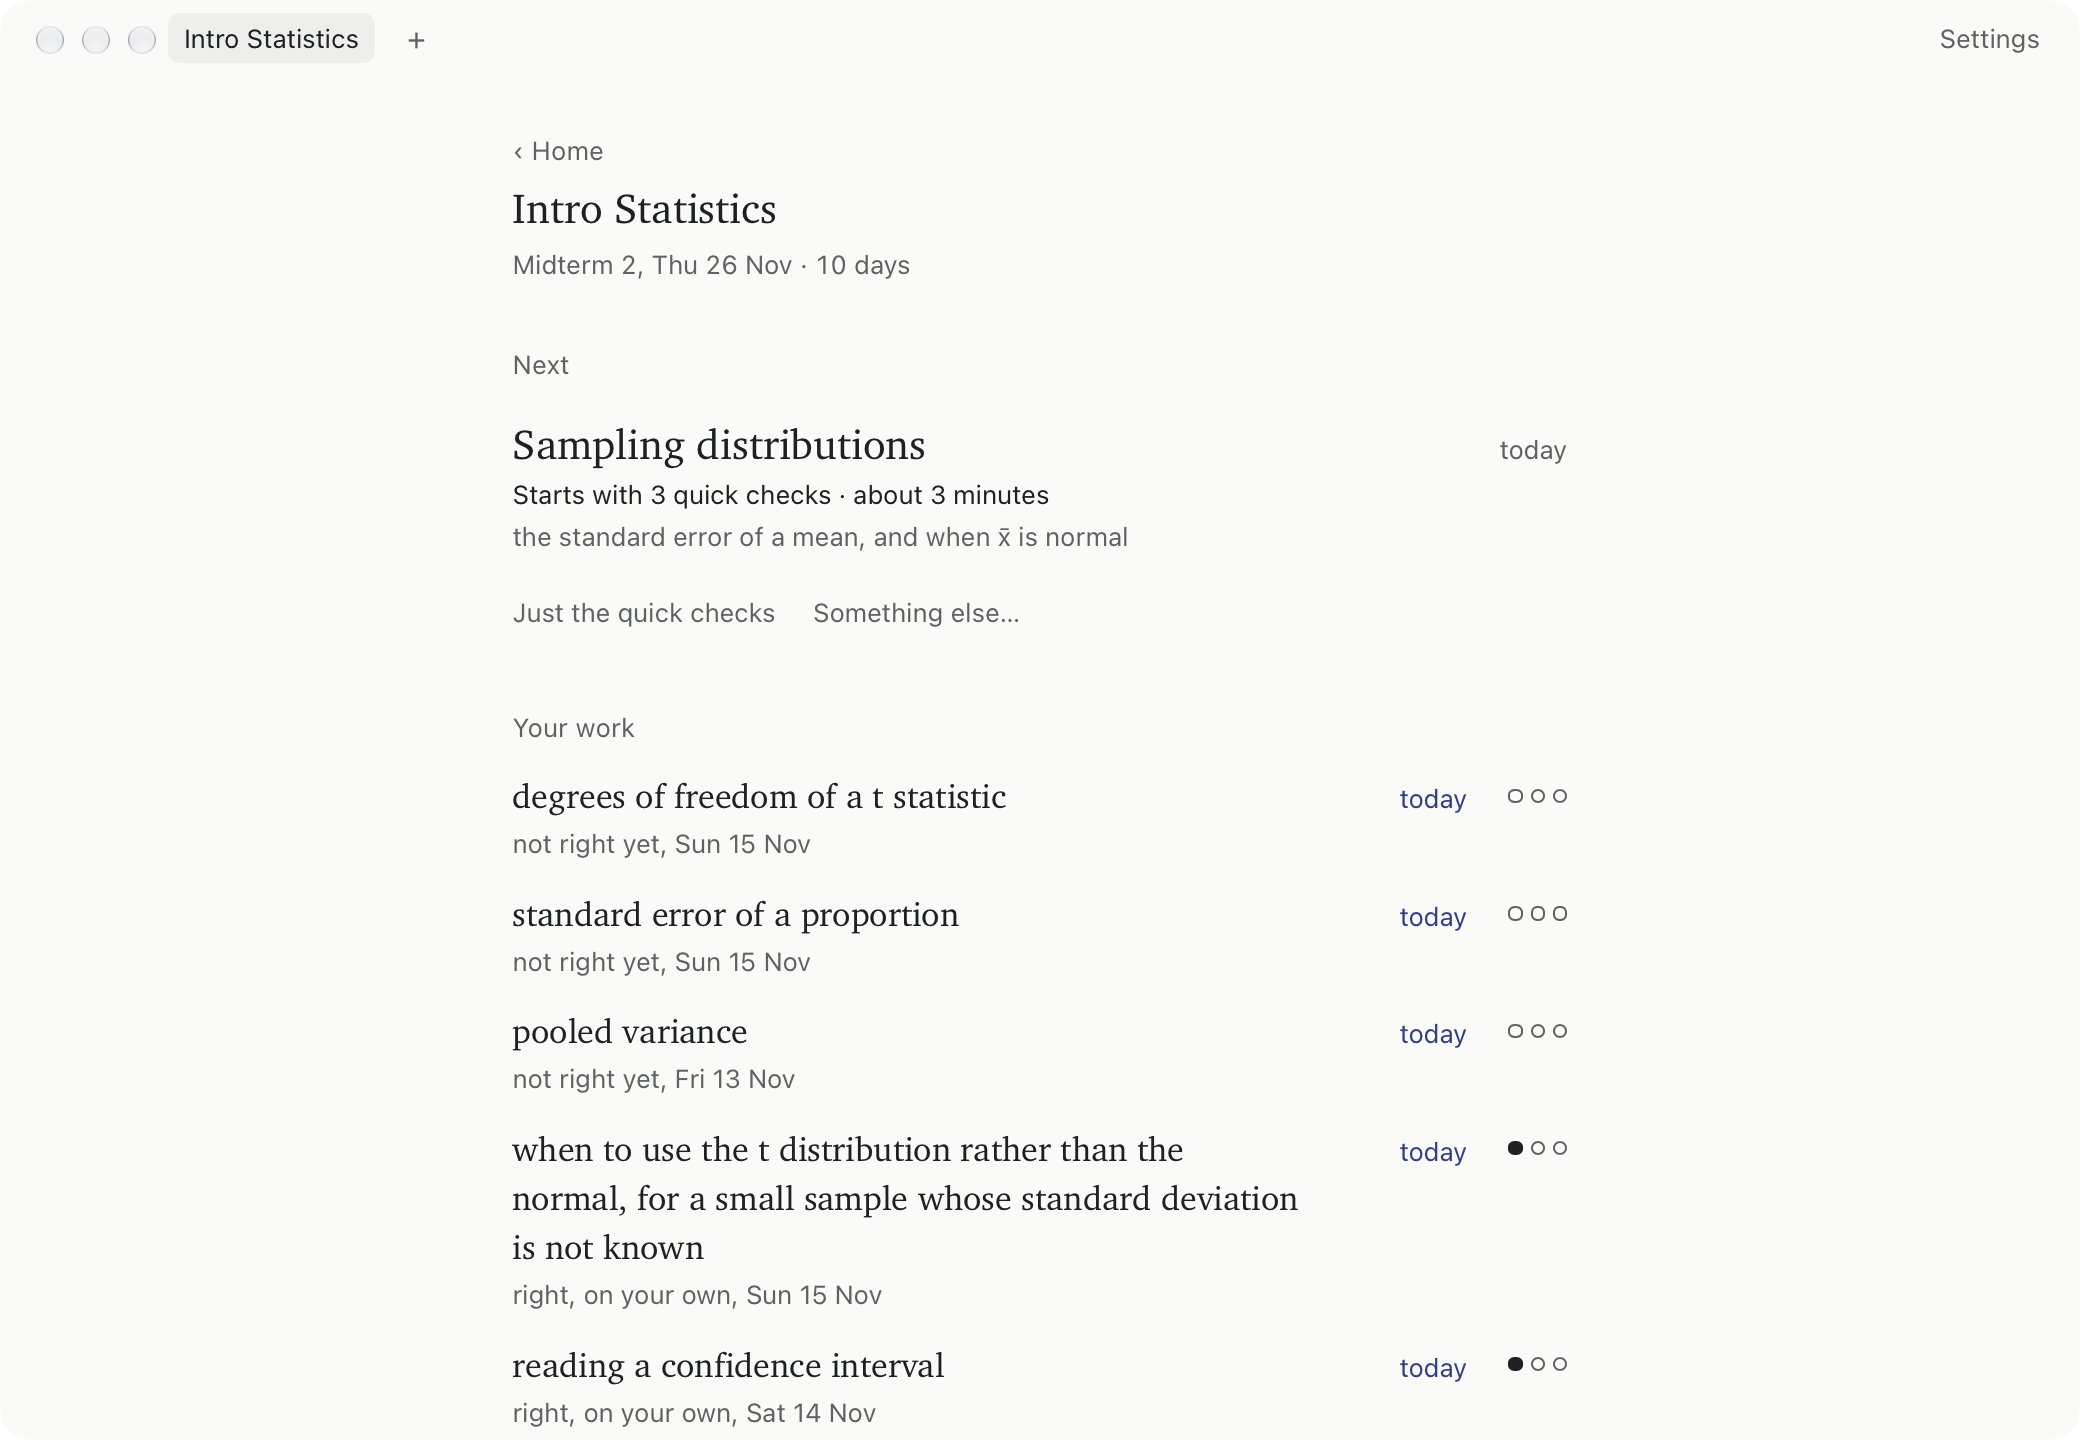 Intro Statistics
+
Settings
‹ Home
Intro Statistics
Midterm 2, Thu 26 Nov · 10 days
Next
Sampling distributions
today
Starts with 3 quick checks · about 3 minutes
the standard error of a mean, and when x̄ is normal
Just the quick checks
Something else…
Your work
degrees of freedom of a t statistic
today
not right yet, Sun 15 Nov
standard error of a proportion
today
not right yet, Sun 15 Nov
pooled variance
today
not right yet, Fri 13 Nov
when to use the t distribution rather than the
today
normal, for a small sample whose standard deviation
is not known
right, on your own, Sun 15 Nov
reading a confidence interval
today
right, on your own, Sat 14 Nov